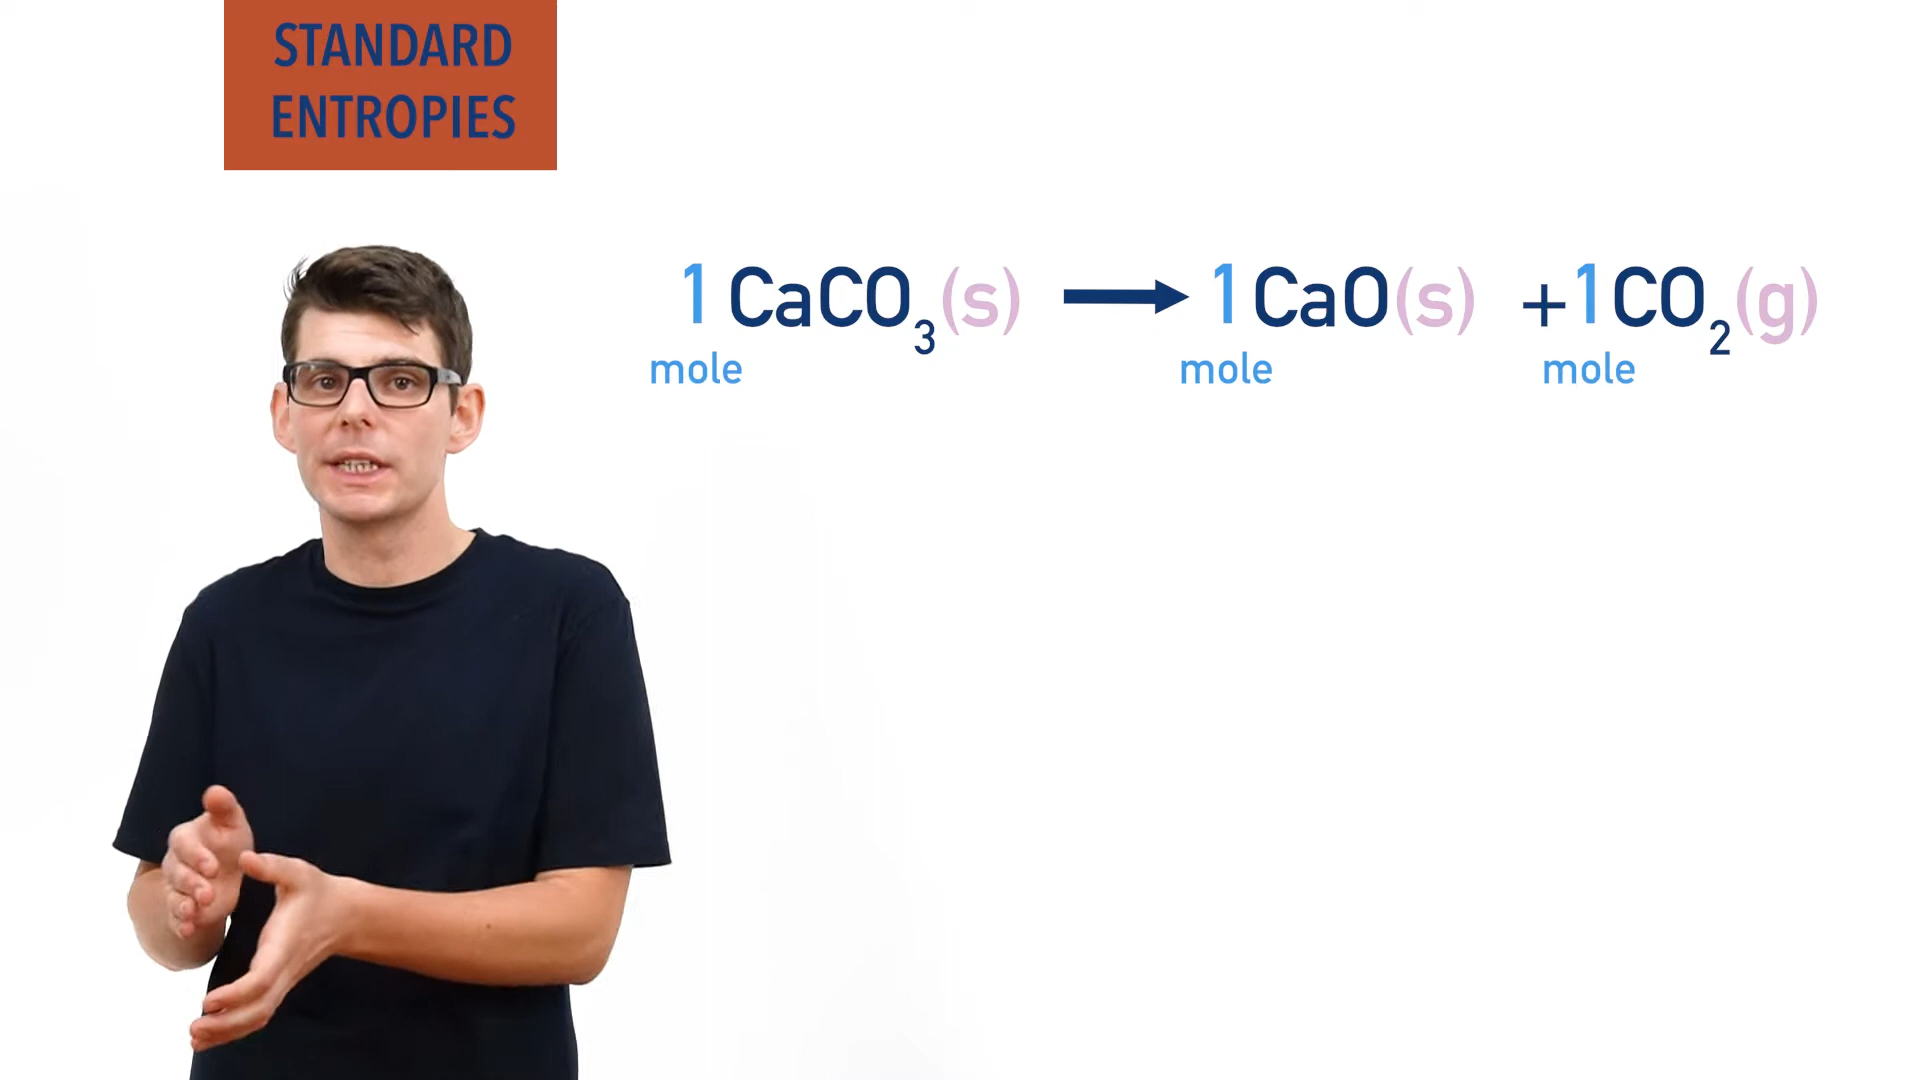 STANDARD
ENTROPIES
1 CaCO₃(s) → 1 CaO(s) + 1 CO₂(g)
mole mole mole